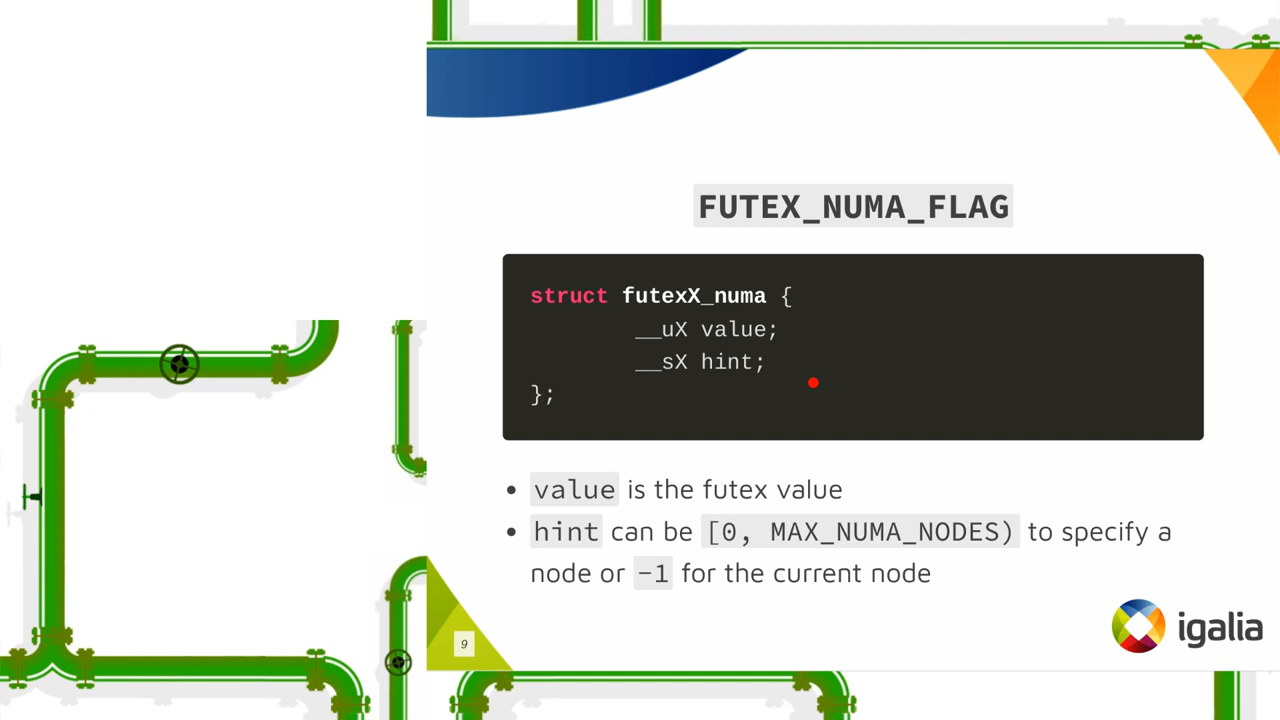 FUTEX_NUMA_FLAG
struct futexX_numa {
__uX value;
__sX hint;
};
• value is the futex value
• hint can be [0, MAX_NUMA_NODES) to specify a
node or -1 for the current node
9
igalia